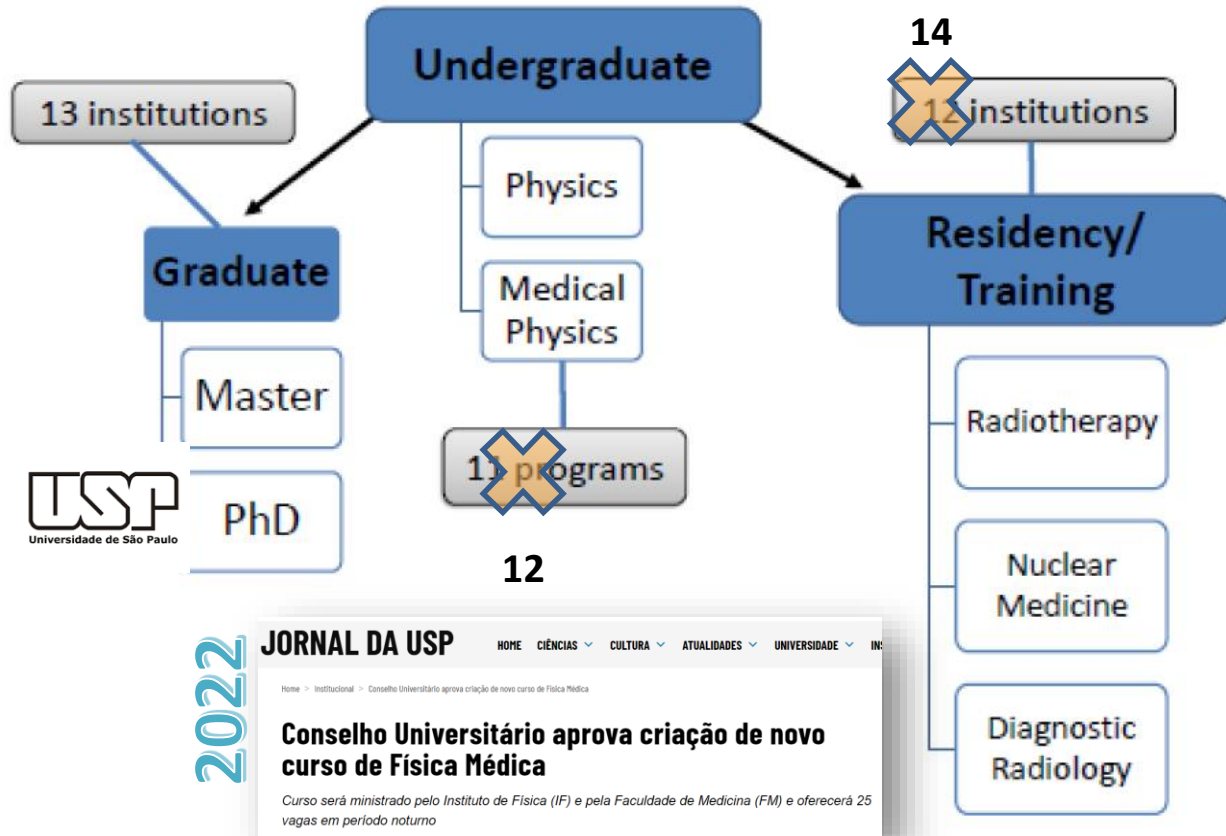 14
Undergraduate
13 institutions
12 institutions
Physics
Residency/
Training
Graduate
Medical
Physics
Master
Radiotherapy
11 programs
USP
Universidade de São Paulo
PhD
12
Nuclear
Medicine
2022
JORNAL DA USP
HOME CIÊNCIAS CULTURA ATUALIDADES UNIVERSIDADE INS
Home > Institucional > Conselho Universitário aprova criação de novo curso de Física Médica
Conselho Universitário aprova criação de novo
curso de Física Médica
Diagnostic
Radiology
Curso será ministrado pelo Instituto de Física (IF) e pela Faculdade de Medicina (FM) e oferecerá 25
vagas em período noturno